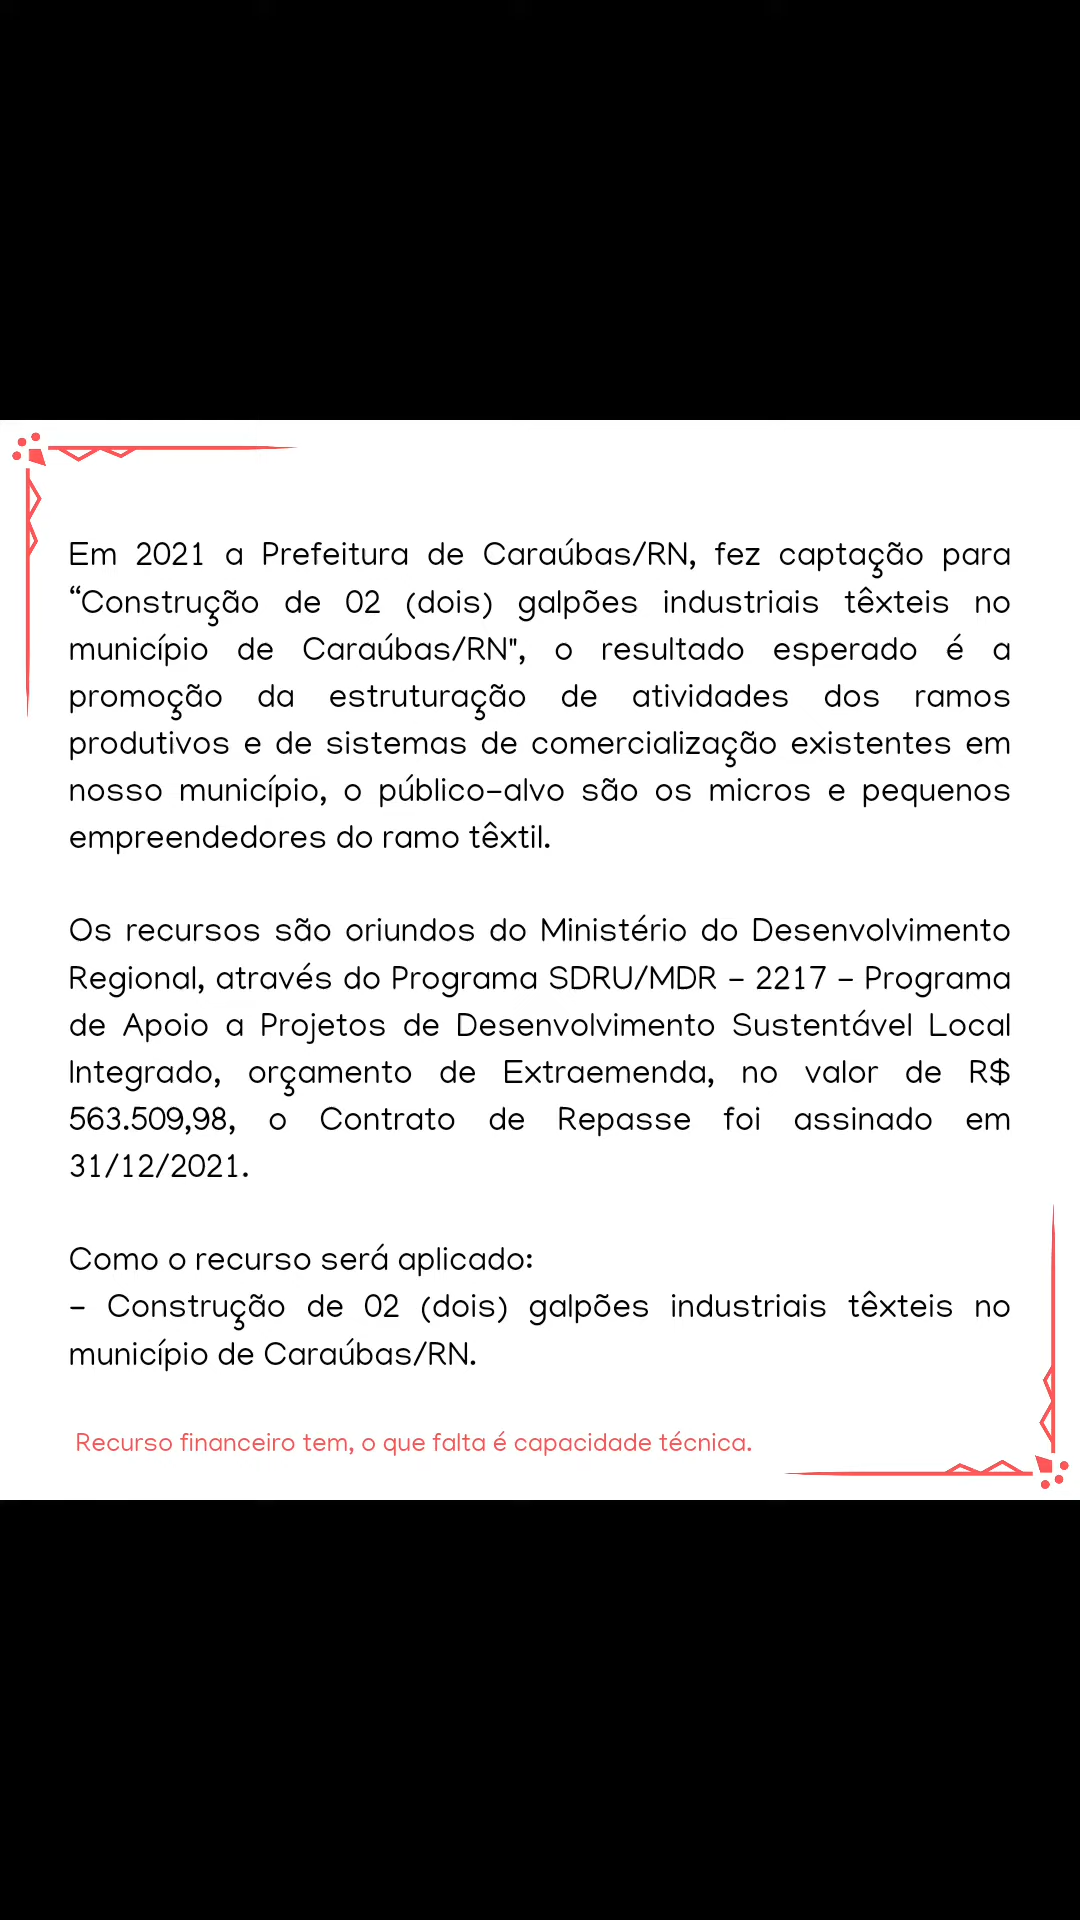 Em 2021 a Prefeitura de Caraúbas/RN, fez captação para
“Construção de 02 (dois) galpões industriais têxteis no
município de Caraúbas/RN", o resultado esperado é a
promoção da estruturação de atividades dos ramos
produtivos e de sistemas de comercialização existentes em
nosso município, o público-alvo são os micros e pequenos
empreendedores do ramo têxtil.
Os recursos são oriundos do Ministério do Desenvolvimento
Regional, através do Programa SDRU/MDR - 2217 - Programa
de Apoio a Projetos de Desenvolvimento Sustentável Local
Integrado, orçamento de Extraemenda, no valor de R$
563.509,98, o Contrato de Repasse foi assinado em
31/12/2021.
Como o recurso será aplicado:
- Construção de 02 (dois) galpões industriais têxteis no
município de Caraúbas/RN.
Recurso financeiro tem, o que falta é capacidade técnica.